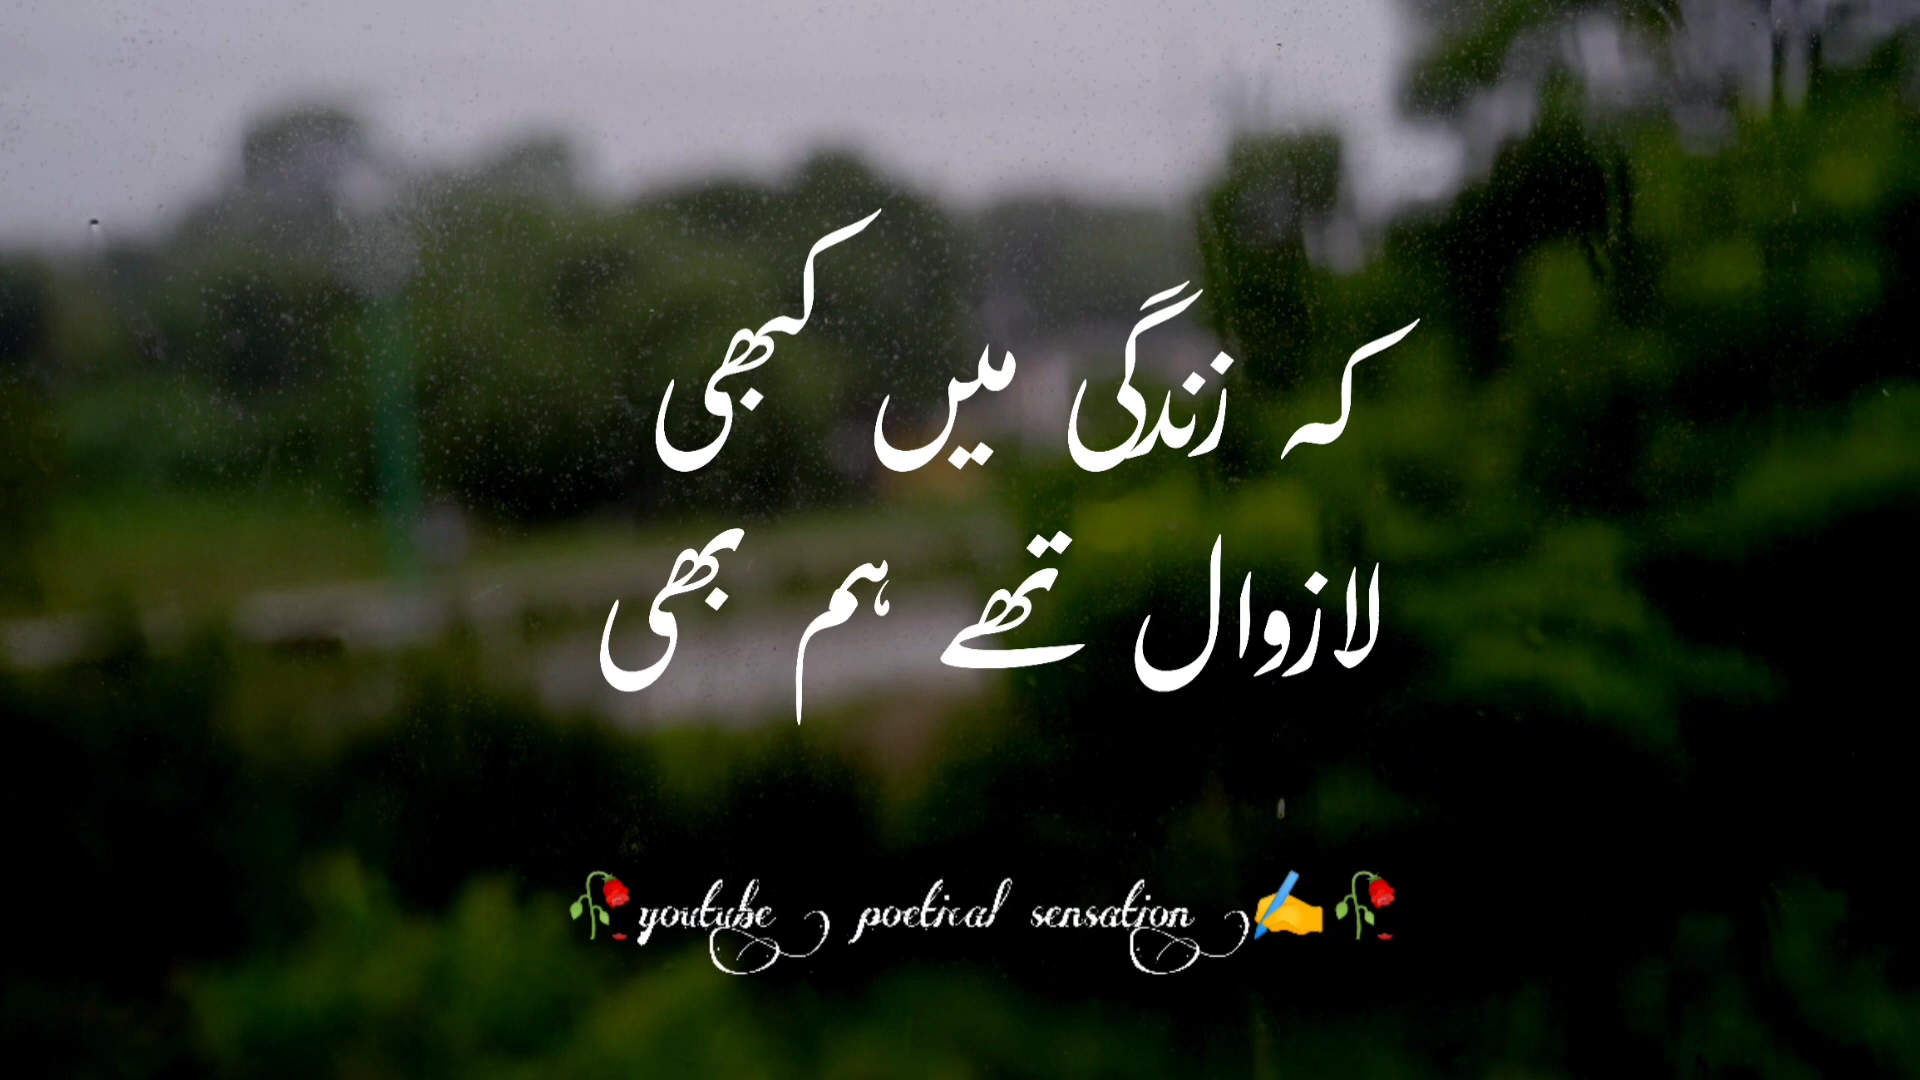 کہ زندگی میں کبھی
لازوال تھے ہم بھی
🥀youtube poetical sensation ✍️🥀